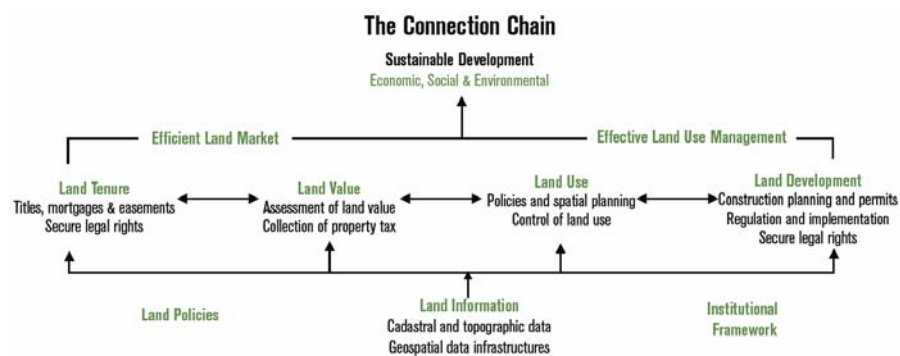 The Connection Chain
Sustainable Development
Economic, Social & Environmental
Efficient Land Market
Effective Land Use Management
Land Tenure
Titles, mortgages & easements
Secure legal rights
Land Value
Assessment of land value
Collection of property tax
Land Use
Policies and spatial planning
Control of land use
Land Development
Construction planning and permits
Regulation and implementation
Secure legal rights
Land Policies
Land Information
Cadastral and topographic data
Geospatial data infrastructures
Institutional
Framework